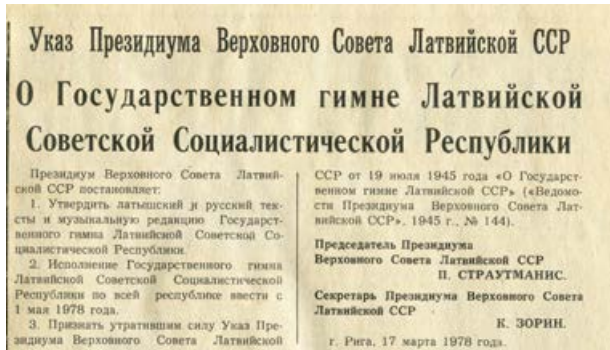 Указ Президиума Верховного Совета Латвийской ССР
О Государственном гимне Латвийской
Советской Социалистической Республики
Президиум Верховного Совета Латвий-
ской ССР постановляет:
1. Утвердить латышский и русский тек-
сты и музыкальную редакцию Государст-
венного гимна Латвийской Советской Со-
циалистической Республики.
2. Исполнение Государственного гимна
Латвийской Советской Социалистической
Республики по всей республике ввести с
1 мая 1978 года.
3. Признать утратившим силу Указ Пре-
зидиума Верховного Совета Латвийской
ССР от 19 июля 1945 года «О Государст-
венном гимне Латвийской ССР» («Ведомо-
сти Президиума Верховного Совета Лат-
вийской ССР», 1945 г., № 144).
Председатель Президиума
Верховного Совета Латвийской ССР
П. СТРАУТМАНИС.
Секретарь Президиума Верховного Совета
Латвийской ССР
К. ЗОРИН.
г. Рига, 17 марта 1978 года.